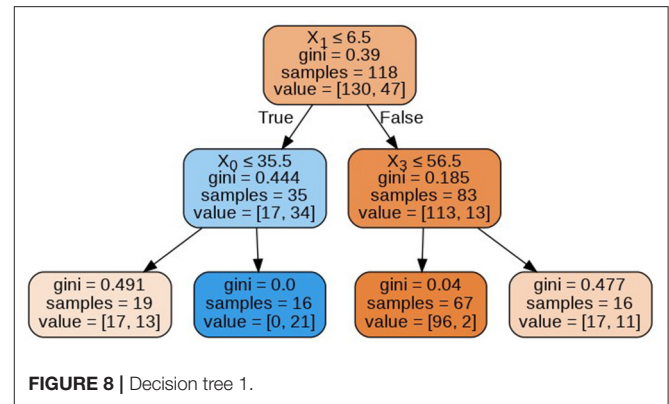 X₁ ≤ 6.5
gini = 0.39
samples = 118
value = [130, 47]
True
False
X₀ ≤ 35.5
gini = 0.444
samples = 35
value = [17, 34]
X₃ ≤ 56.5
gini = 0.185
samples = 83
value = [113, 13]
gini = 0.491
samples = 19
value = [17, 13]
gini = 0.0
samples = 16
value = [0, 21]
gini = 0.04
samples = 67
value = [96, 2]
gini = 0.477
samples = 16
value = [17, 11]
FIGURE 8 | Decision tree 1.